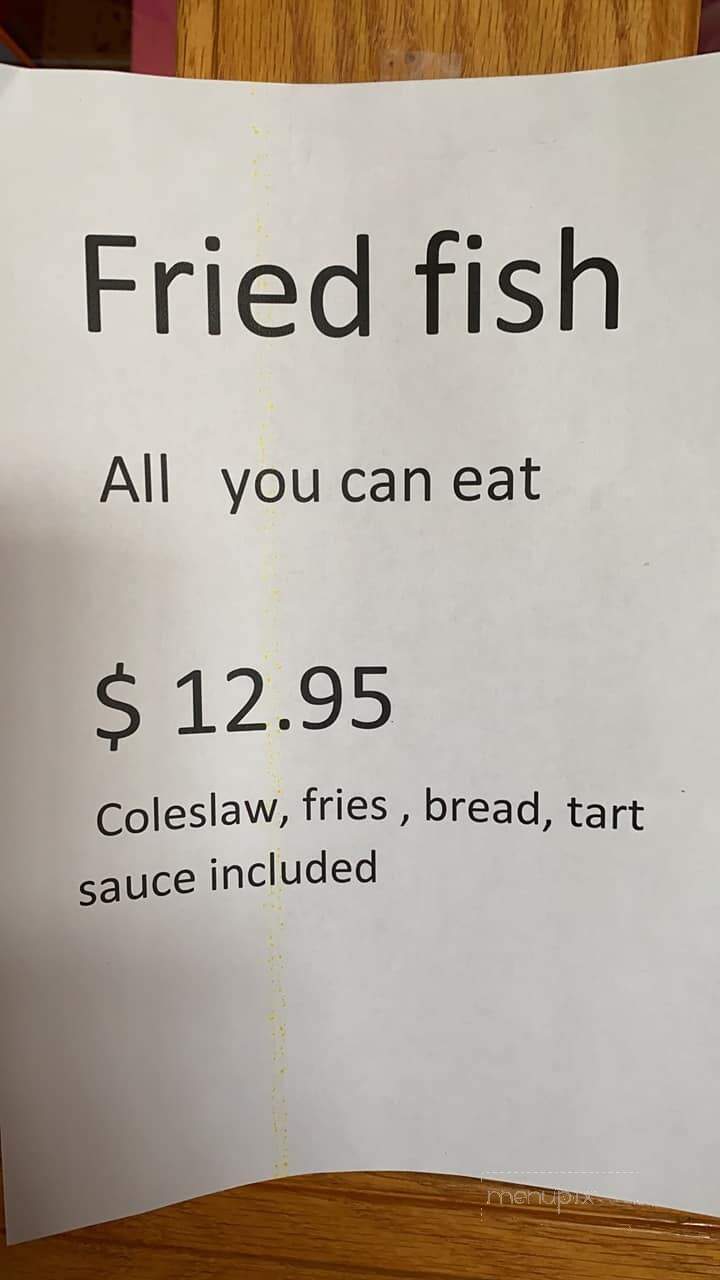 Fried fish
All you can eat
$ 12.95
Coleslaw, fries , bread, tart
sauce included
menupix